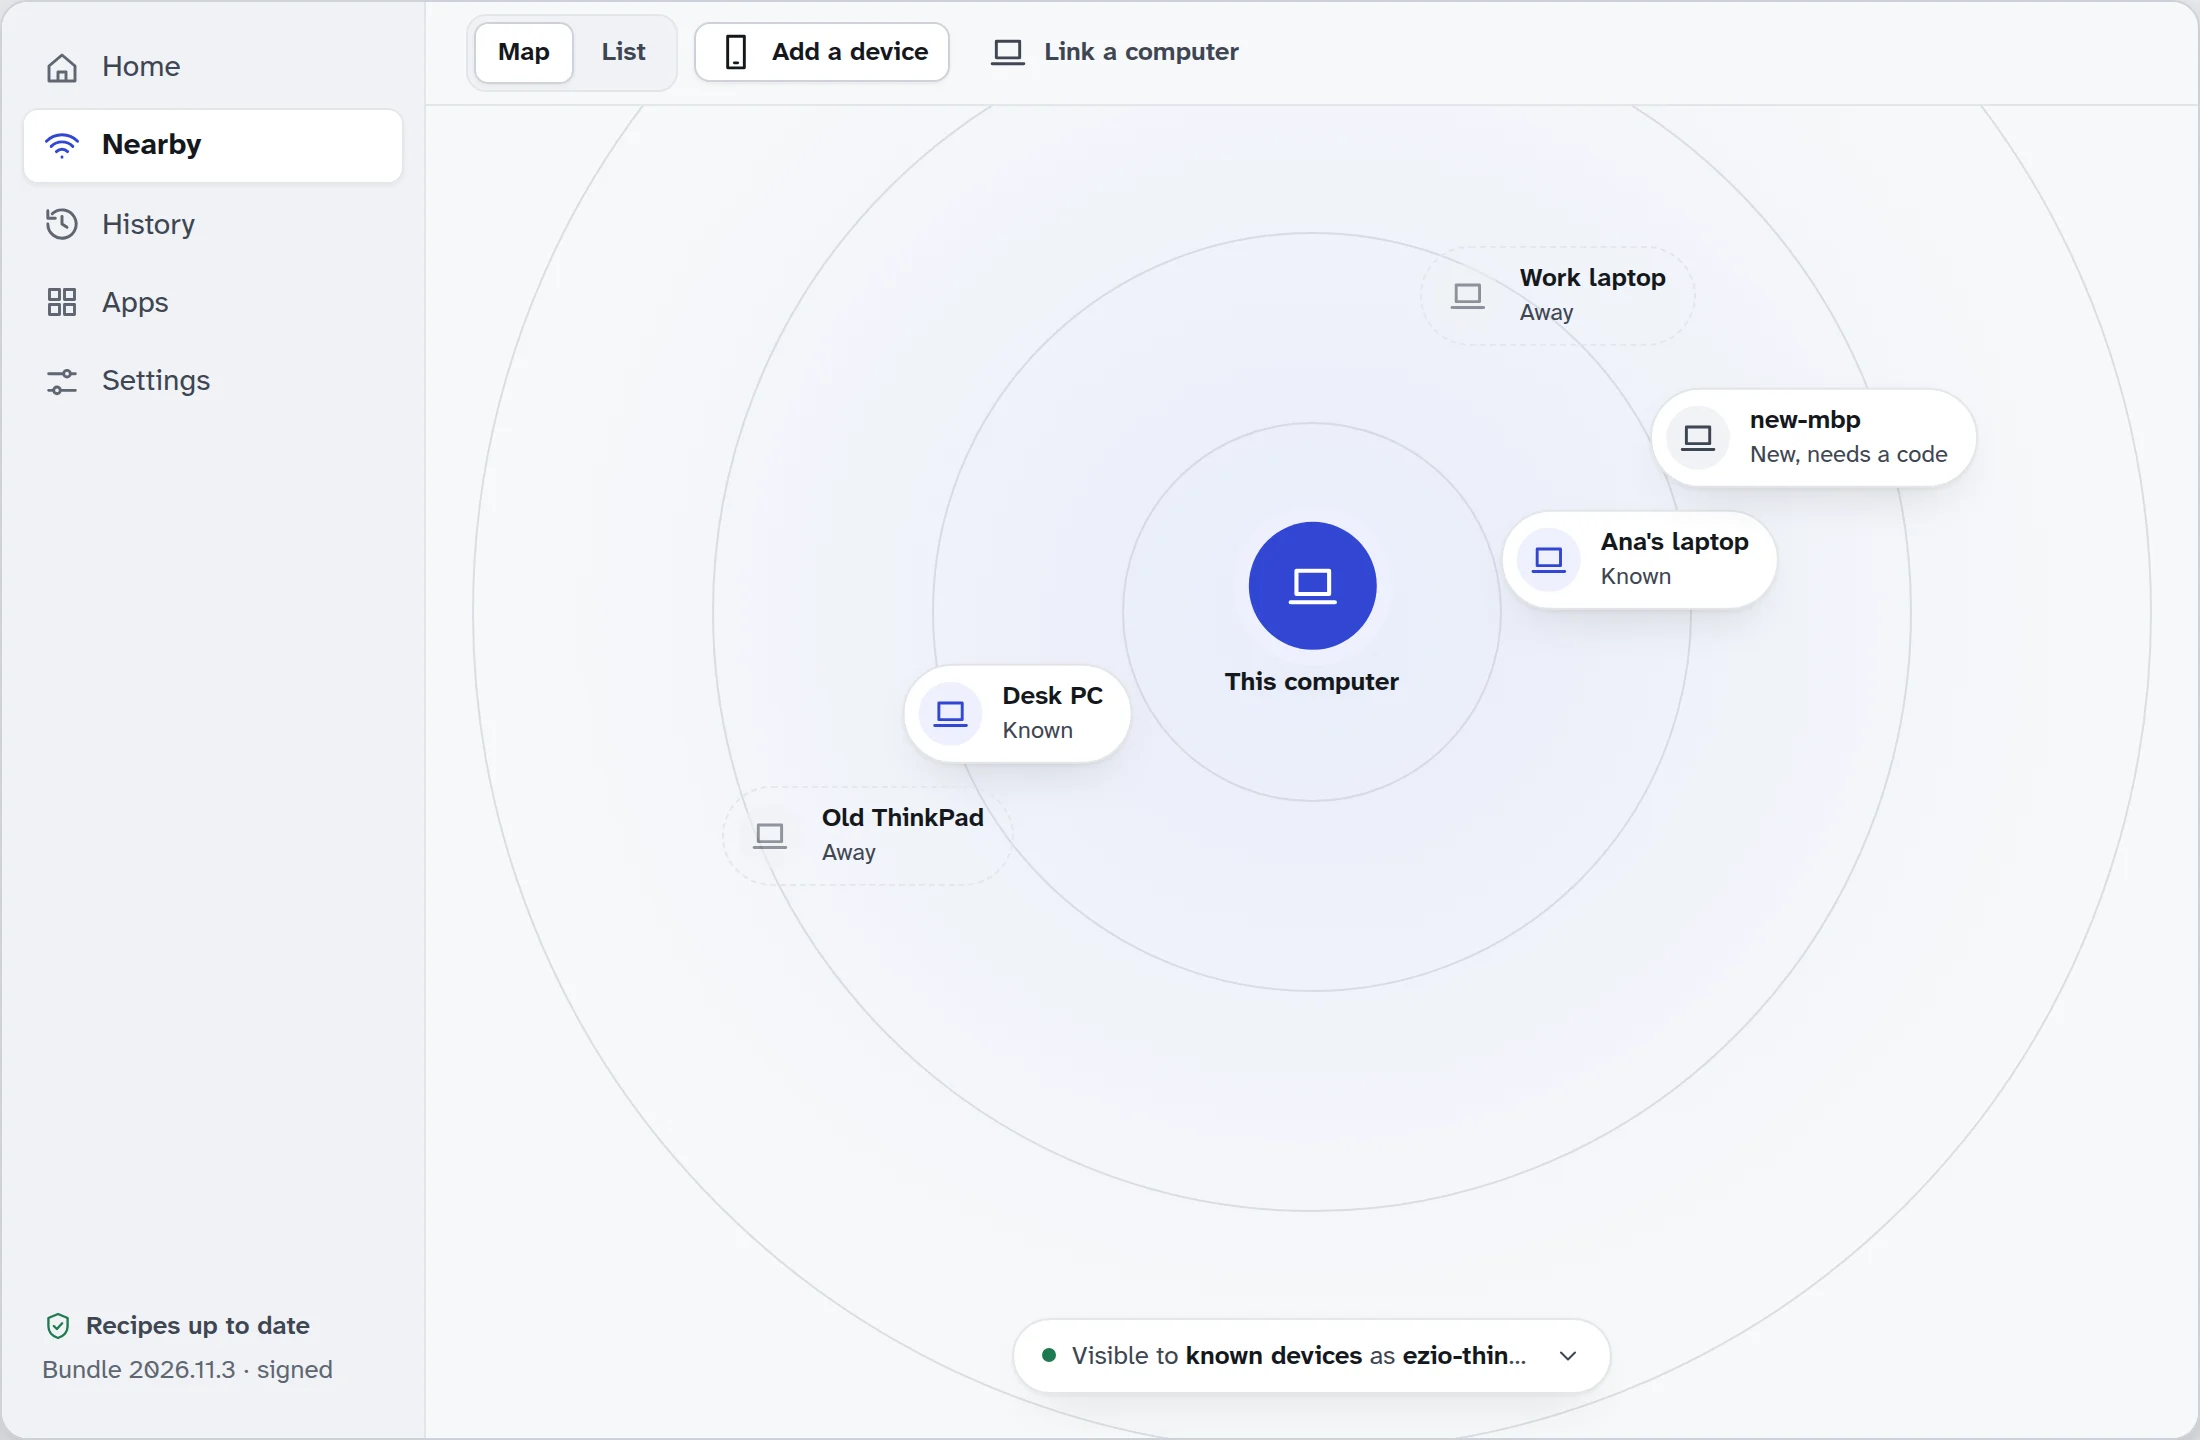 Home
Nearby
History
Apps
Settings
Recipes up to date
Bundle 2026.11.3 · signed
Map
List
Add a device
Link a computer
Work laptop
Away
new-mbp
New, needs a code
Ana's laptop
Known
This computer
Desk PC
Known
Old ThinkPad
Away
Visible to known devices as ezio-thin...